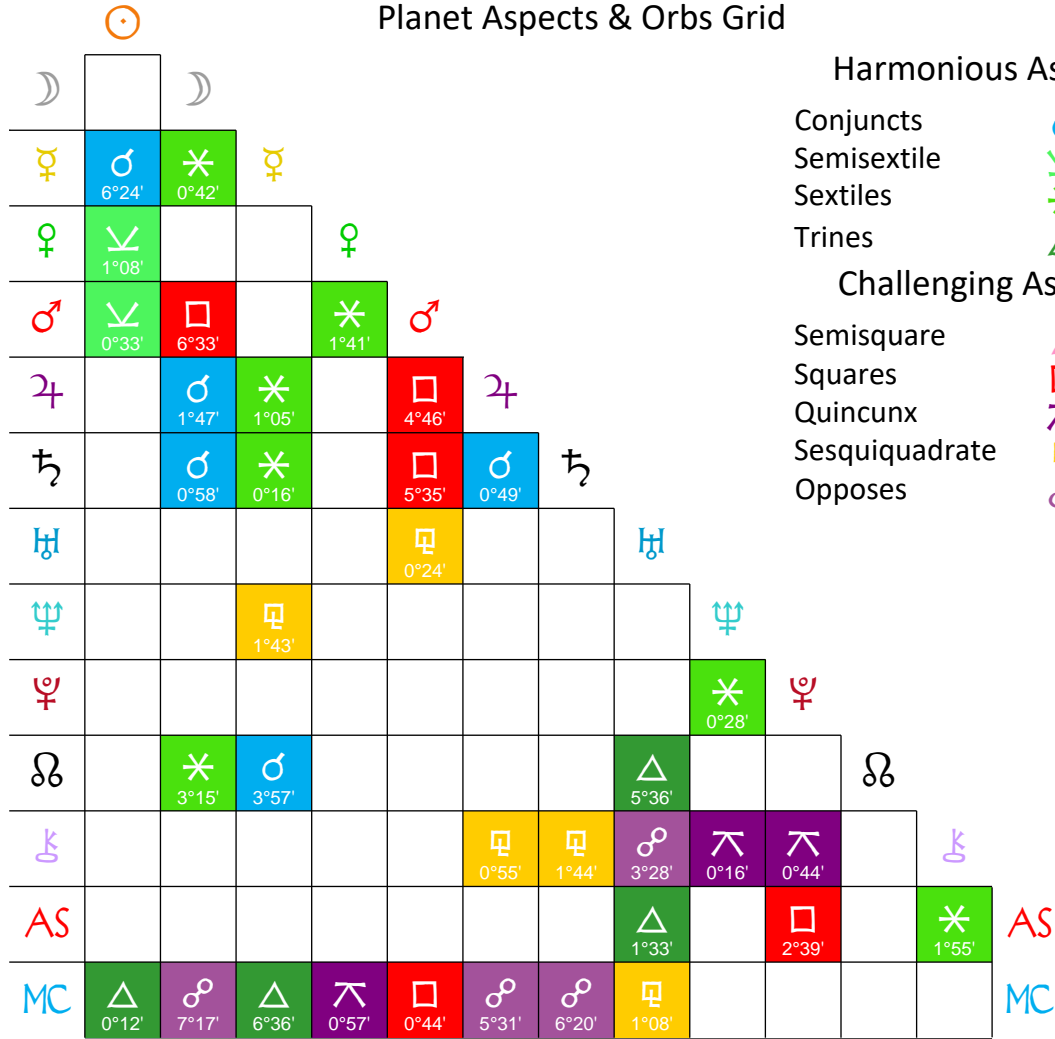 Planet Aspects & Orbs Grid
☉
☽ ☽
☿ ☌ 6°24' ⚹ 0°42' ☿
♀ ⚺ 1°08' ♀
♂ ⚺ 0°33' □ 6°33' ⚹ 1°41' ♂
♃ ☌ 1°47' ⚹ 1°05' □ 4°46' ♃
♄ ☌ 0°58' ⚹ 0°16' □ 5°35' ☌ 0°49' ♄
♅ ⚼ 0°24' ♅
♆ ⚼ 1°43' ♆
♇ ⚹ 0°28' ♇
☊ ⚹ 3°15' ☌ 3°57' △ 5°36' ☊
⚷ ⚼ 0°55' ⚼ 1°44' ☍ 3°28' ⚻ 0°16' ⚻ 0°44' ⚷
AS △ 1°33' □ 2°39' ⚹ 1°55' AS
MC △ 0°12' ☍ 7°17' △ 6°36' ⚻ 0°57' □ 0°44' ☍ 5°31' ☍ 6°20' ⚼ 1°08' MC
Harmonious As
Conjuncts
Semisextile
Sextiles
Trines
Challenging As
Semisquare
Squares
Quincunx
Sesquiquadrate
Opposes